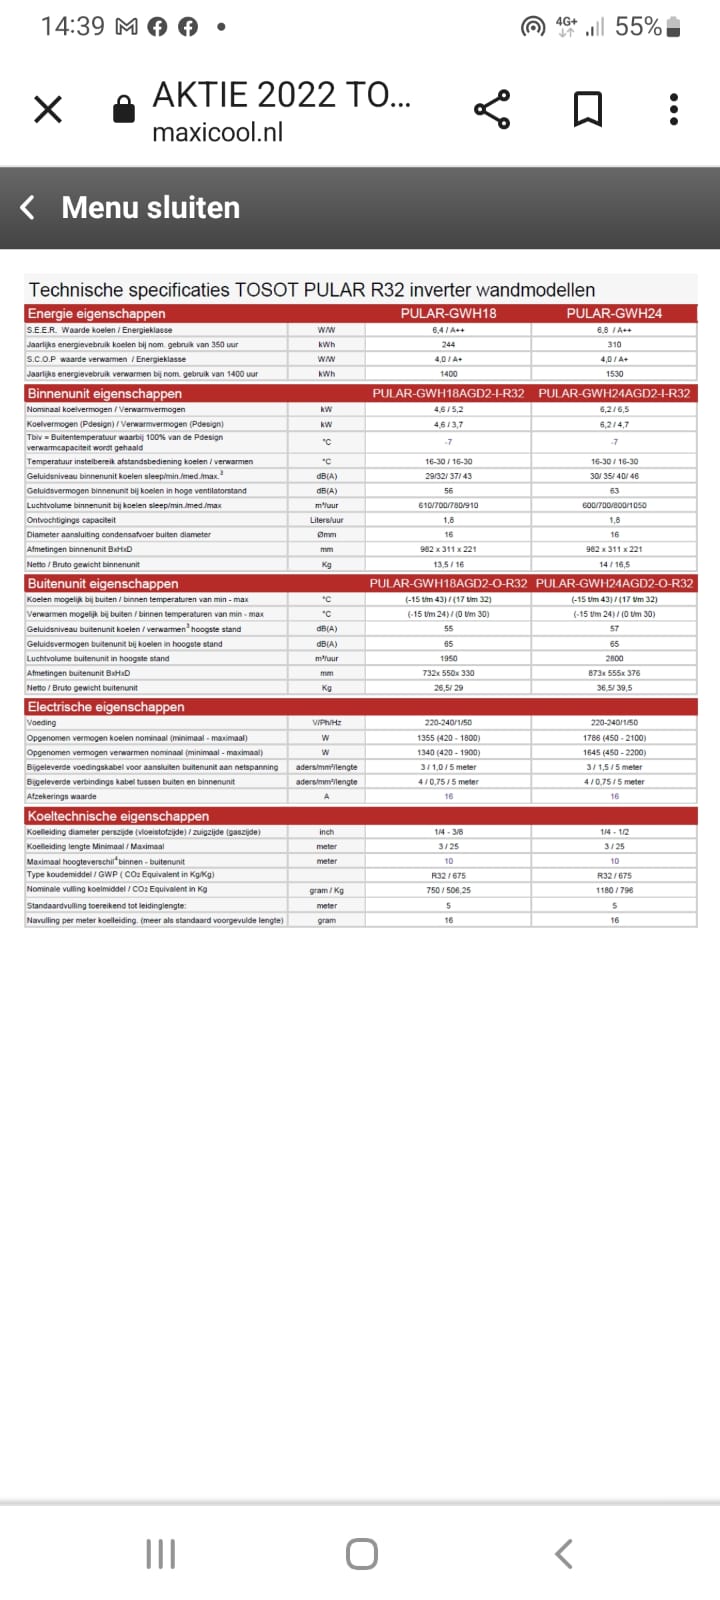 14:39
4G+
55%
AKTIE 2022 TO...
maxicool.nl
Menu sluiten
Technische specificaties TOSOT PULAR R32 inverter wandmodellen
Energie eigenschappen PULAR-GWH18 PULAR-GWH24
S.E.E.R. Waarde koelen / Energieklasse W/W 6,4 / A++ 6,8 / A++
Jaarlijks energievebruik koelen bij nom. gebruik van 350 uur kWh 244 310
S.C.O.P waarde verwarmen / Energieklasse W/W 4,0 / A+ 4,0 / A+
Jaarlijks energievebruik verwarmen bij nom. gebruik van 1400 uur kWh 1400 1530
Binnenunit eigenschappen PULAR-GWH18AGD2-I-R32 PULAR-GWH24AGD2-I-R32
Nominaal koelvermogen / Verwarmvermogen kW 4,6 / 5,2 6,2 / 6,5
Koelvermogen (Pdesign) / Verwarmvermogen (Pdesign) kW 4,6 / 3,7 6,2 / 4,7
Tbiv = Buitentemperatuur waarbij 100% van de Pdesign
verwarmcapaciteit wordt gehaald °C -7 -7
Temperatuur instelbereik afstandsbediening koelen / verwarmen °C 16-30 / 16-30 16-30 / 16-30
Geluidsniveau binnenunit koelen sleep/min./med./max. 3 dB(A) 29/32/ 37/ 43 30/ 35/ 40/ 46
Geluidsvermogen binnenunit bij koelen in hoge ventilatorstand dB(A) 56 63
Luchtvolume binnenunit bij koelen sleep/min./med./max m³/uur 610/700/780/910 600/700/800/1050
Ontvochtigings capaciteit Liters/uur 1,8 1,8
Diameter aansluiting condensafvoer buiten diameter Ømm 16 16
Afmetingen binnenunit BxHxD mm 982 x 311 x 221 982 x 311 x 221
Netto / Bruto gewicht binnenunit Kg 13,5 / 16 14 / 16,5
Buitenunit eigenschappen PULAR-GWH18AGD2-O-R32 PULAR-GWH24AGD2-O-R32
Koelen mogelijk bij buiten / binnen temperaturen van min - max °C (-15 t/m 43) / (17 t/m 32) (-15 t/m 43) / (17 t/m 32)
Verwarmen mogelijk bij buiten / binnen temperaturen van min - max °C (-15 t/m 24) / (0 t/m 30) (-15 t/m 24) / (0 t/m 30)
Geluidsniveau buitenunit koelen / verwarmen 3 hoogste stand dB(A) 55 57
Geluidsvermogen buitenunit bij koelen in hoogste stand dB(A) 65 65
Luchtvolume buitenunit in hoogste stand m³/uur 1950 2800
Afmetingen buitenunit BxHxD mm 732x 550x 330 873x 555x 376
Netto / Bruto gewicht buitenunit Kg 26,5/ 29 36,5/ 39,5
Electrische eigenschappen
Voeding V/Ph/Hz 220-240/1/50 220-240/1/50
Opgenomen vermogen koelen nominaal (minimaal - maximaal) W 1355 (420 - 1800) 1786 (450 - 2100)
Opgenomen vermogen verwarmen nominaal (minimaal - maximaal) W 1340 (420 - 1900) 1645 (450 - 2200)
Bijgeleverde voedingskabel voor aansluiten buitenunit aan netspanning aders/mm²/lengte 3 / 1,0 / 5 meter 3 / 1,5 / 5 meter
Bijgeleverde verbindings kabel tussen buiten en binnenunit aders/mm²/lengte 4 / 0,75 / 5 meter 4 / 0,75 / 5 meter
Afzekerings waarde A 16 16
Koeltechnische eigenschappen
Koelleiding diameter perszijde (vloeistofzijde) / zuigzijde (gaszijde) inch 1/4 - 3/8 1/4 - 1/2
Koelleiding lengte Minimaal / Maximaal meter 3 / 25 3 / 25
Maximaal hoogteverschil 4 binnen - buitenunit meter 10 10
Type koudemiddel / GWP ( CO2 Equivalent in Kg/Kg) R32 / 675 R32 / 675
Nominale vulling koelmiddel / CO2 Equivalent in Kg gram / Kg 750 / 506,25 1180 / 796
Standaardvulling toereikend tot leidinglengte: meter 5 5
Navulling per meter koelleiding. (meer als standaard voorgevulde lengte) gram 16 16